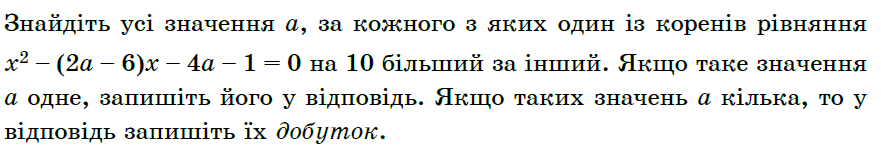 Знайдіть усі значення a, за кожного з яких один із коренів рівняння
x² – (2a – 6)x – 4a – 1 = 0 на 10 більший за інший. Якщо таке значення
a одне, запишіть його у відповідь. Якщо таких значень a кілька, то у
відповідь запишіть їх добуток.